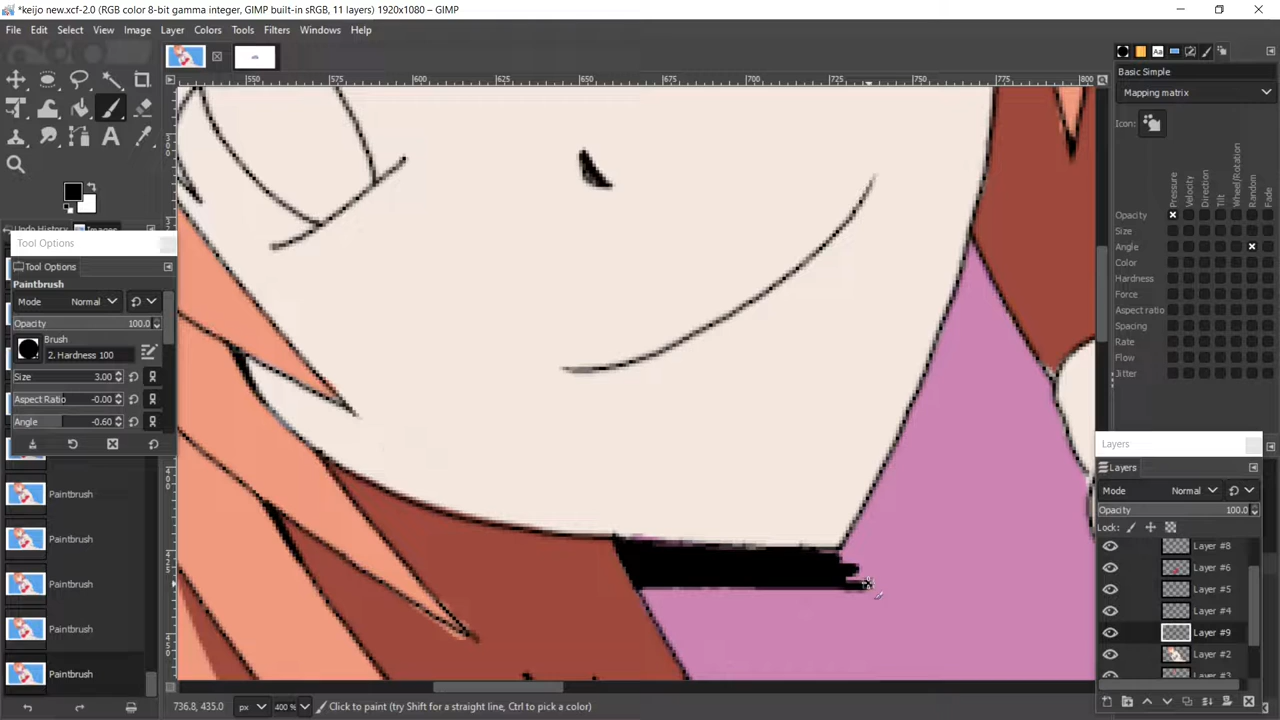 *keijo new.xcf-2.0 (RGB color 8-bit gamma integer, GIMP built-in sRGB, 11 layers) 1920x1080 – GIMP
File Edit Select View Image Layer Colors Tools Filters Windows Help
550 575 600 625 650 675 700 725 750 775 800
Basic Simple
Mapping matrix
Icon:
Pressure Velocity Direction Tilt Wheel/Rotation Random Fade
Opacity
Size
Angle
Color
Hardness
Force
Aspect ratio
Spacing
Rate
Flow
Jitter
Undo History Images
Tool Options
Tool Options
Paintbrush
Mode Normal
Opacity 100.0
Brush
2. Hardness 100
Size 3.00
Aspect Ratio -0.00
Angle -0.60
Paintbrush
Paintbrush
Paintbrush
Paintbrush
Paintbrush
Layers
Layers
Mode Normal
Opacity 100.0
Lock:
Layer #8
Layer #6
Layer #5
Layer #4
Layer #9
Layer #2
Layer #3
736.8, 435.0 px 400 % Click to paint (try Shift for a straight line, Ctrl to pick a color)